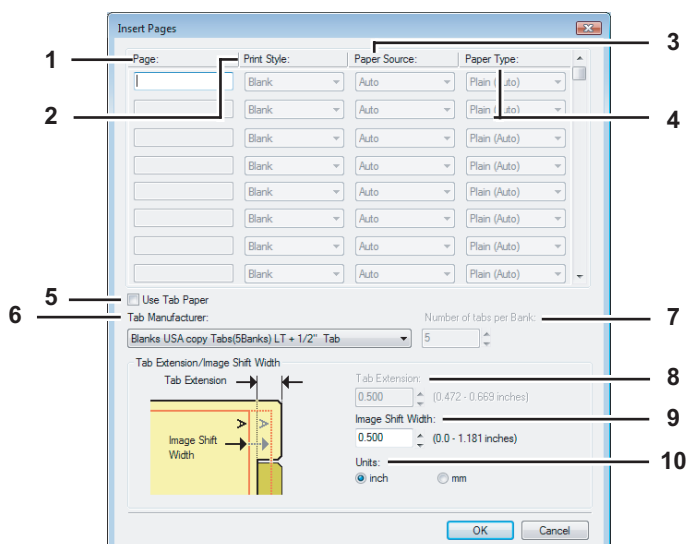 Insert Pages
3
1
Page: Print Style: Paper Source: Paper Type:
Blank Auto Plain (Auto)
2
4
Blank Auto Plain (Auto)
Blank Auto Plain (Auto)
Blank Auto Plain (Auto)
Blank Auto Plain (Auto)
Blank Auto Plain (Auto)
Blank Auto Plain (Auto)
Blank Auto Plain (Auto)
5
Use Tab Paper
6
Tab Manufacturer: Number of tabs per Bank:
7
Blanks USA copy Tabs(5Banks) LT + 1/2" Tab 5
Tab Extension/Image Shift Width
Tab Extension
Tab Extension:
8
0.500 (0.472 - 0.669 inches)
A A
Image Shift Width:
9
Image Shift
Width
0.500 (0.0 - 1.181 inches)
Units:
10
inch mm
OK Cancel